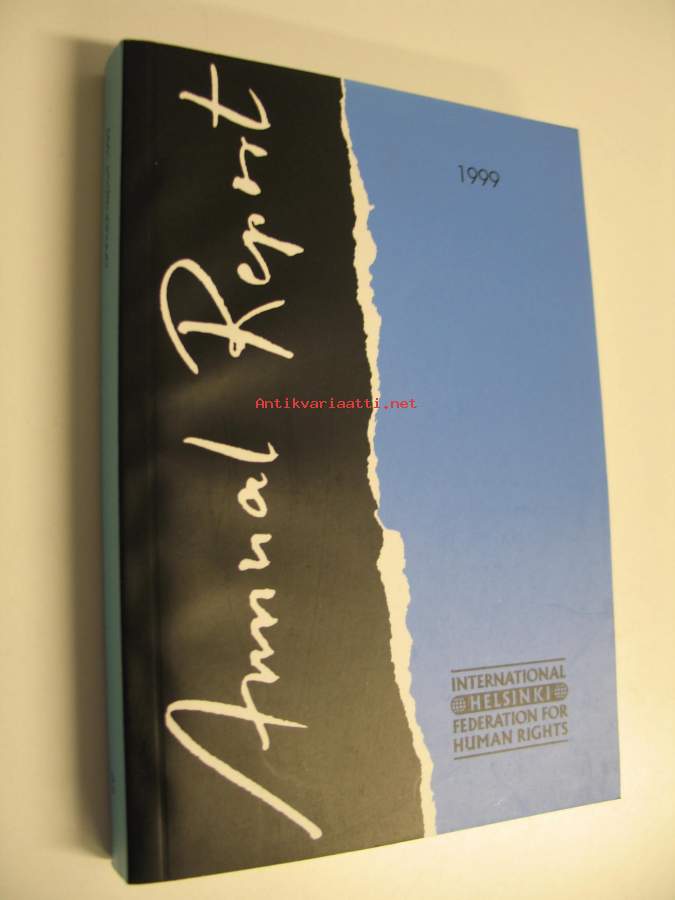 Annual Report
1999
Antikvariaatti.net
INTERNATIONAL
HELSINKI
FEDERATION FOR
HUMAN RIGHTS